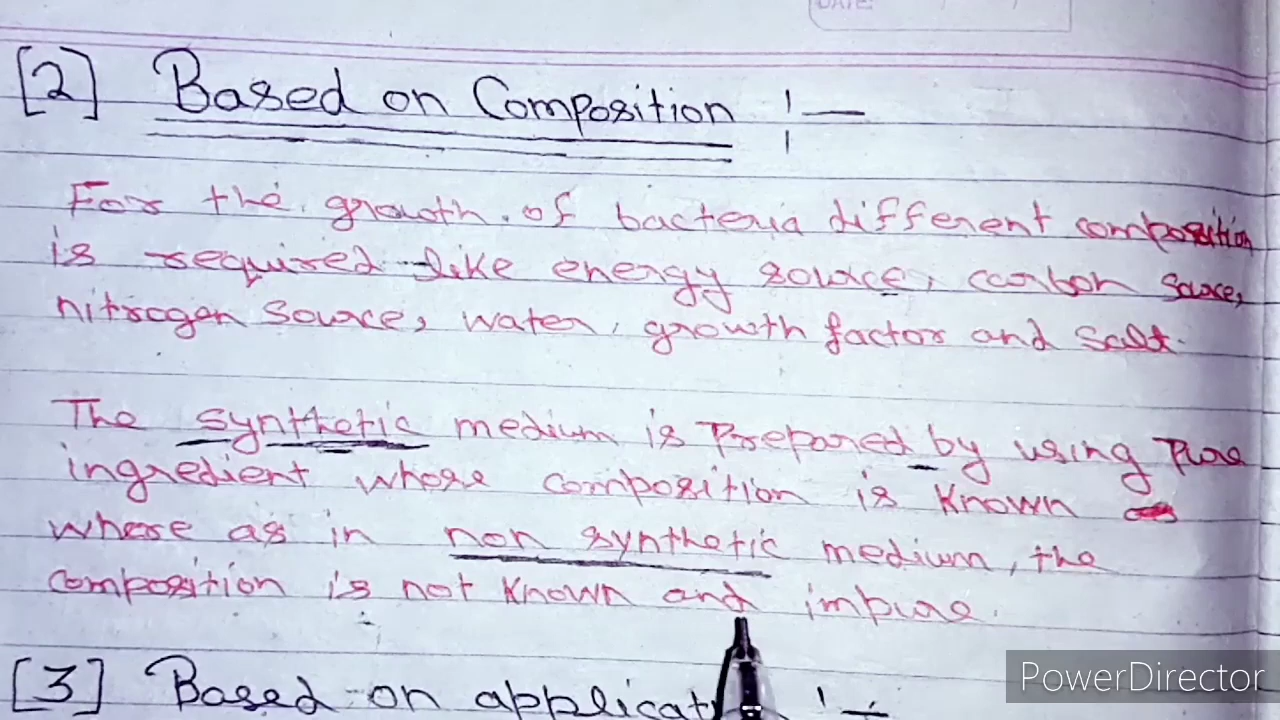 DATE:
[2] Based on Composition :-
For the growth of bacteria different composition
is required like energy source, carbon source,
nitrogen source, water, growth factor and salt.
The synthetic medium is prepared by using pure
ingredient whose composition is known
where as in non synthetic medium, the
composition is not known and impure.
[3] Based on applicat :-
PowerDirector